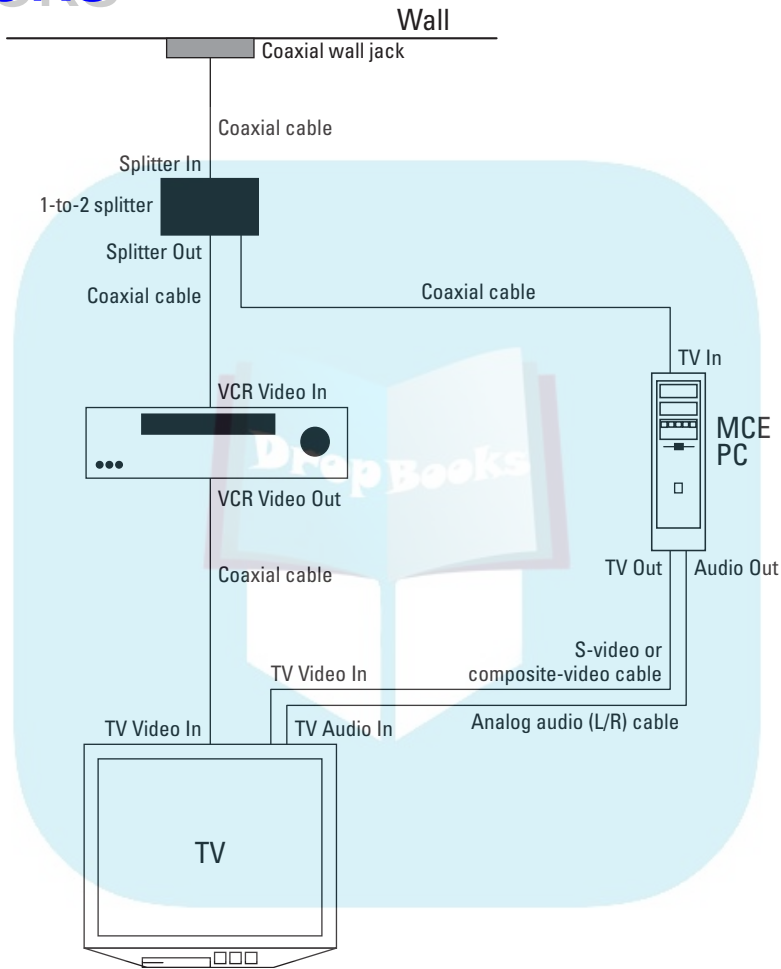 Wall
Coaxial wall jack
Coaxial cable
Splitter In
1-to-2 splitter
Splitter Out
Coaxial cable
Coaxial cable
TV In
VCR Video In
MCE
PC
DropBooks
VCR Video Out
TV Out
Audio Out
Coaxial cable
S-video or
composite-video cable
TV Video In
Analog audio (L/R) cable
TV Video In
TV Audio In
TV